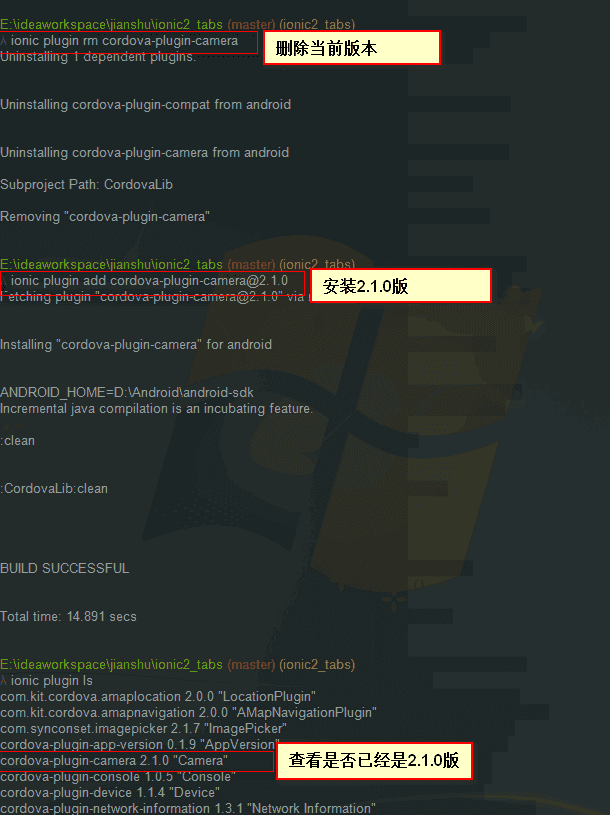 E:\ideaworkspace\jianshu\ionic2_tabs (master) (ionic2_tabs)
λ ionic plugin rm cordova-plugin-camera
删除当前版本
Uninstalling 1 dependent plugins.
Uninstalling cordova-plugin-compat from android
Uninstalling cordova-plugin-camera from android
Subproject Path: CordovaLib
Removing "cordova-plugin-camera"
E:\ideaworkspace\jianshu\ionic2_tabs (master) (ionic2_tabs)
λ ionic plugin add cordova-plugin-camera@2.1.0
安装2.1.0版
Fetching plugin "cordova-plugin-camera@2.1.0" via
Installing "cordova-plugin-camera" for android
ANDROID_HOME=D:\Android\android-sdk
Incremental java compilation is an incubating feature.
:clean
:CordovaLib:clean
BUILD SUCCESSFUL
Total time: 14.891 secs
E:\ideaworkspace\jianshu\ionic2_tabs (master) (ionic2_tabs)
λ ionic plugin ls
com.kit.cordova.amaplocation 2.0.0 "LocationPlugin"
com.kit.cordova.amapnavigation 2.0.0 "AMapNavigationPlugin"
com.synconset.imagepicker 2.1.7 "ImagePicker"
cordova-plugin-app-version 0.1.9 "AppVersion"
cordova-plugin-camera 2.1.0 "Camera"
查看是否已经是2.1.0版
cordova-plugin-console 1.0.5 "Console"
cordova-plugin-device 1.1.4 "Device"
cordova-plugin-network-information 1.3.1 "Network Information"